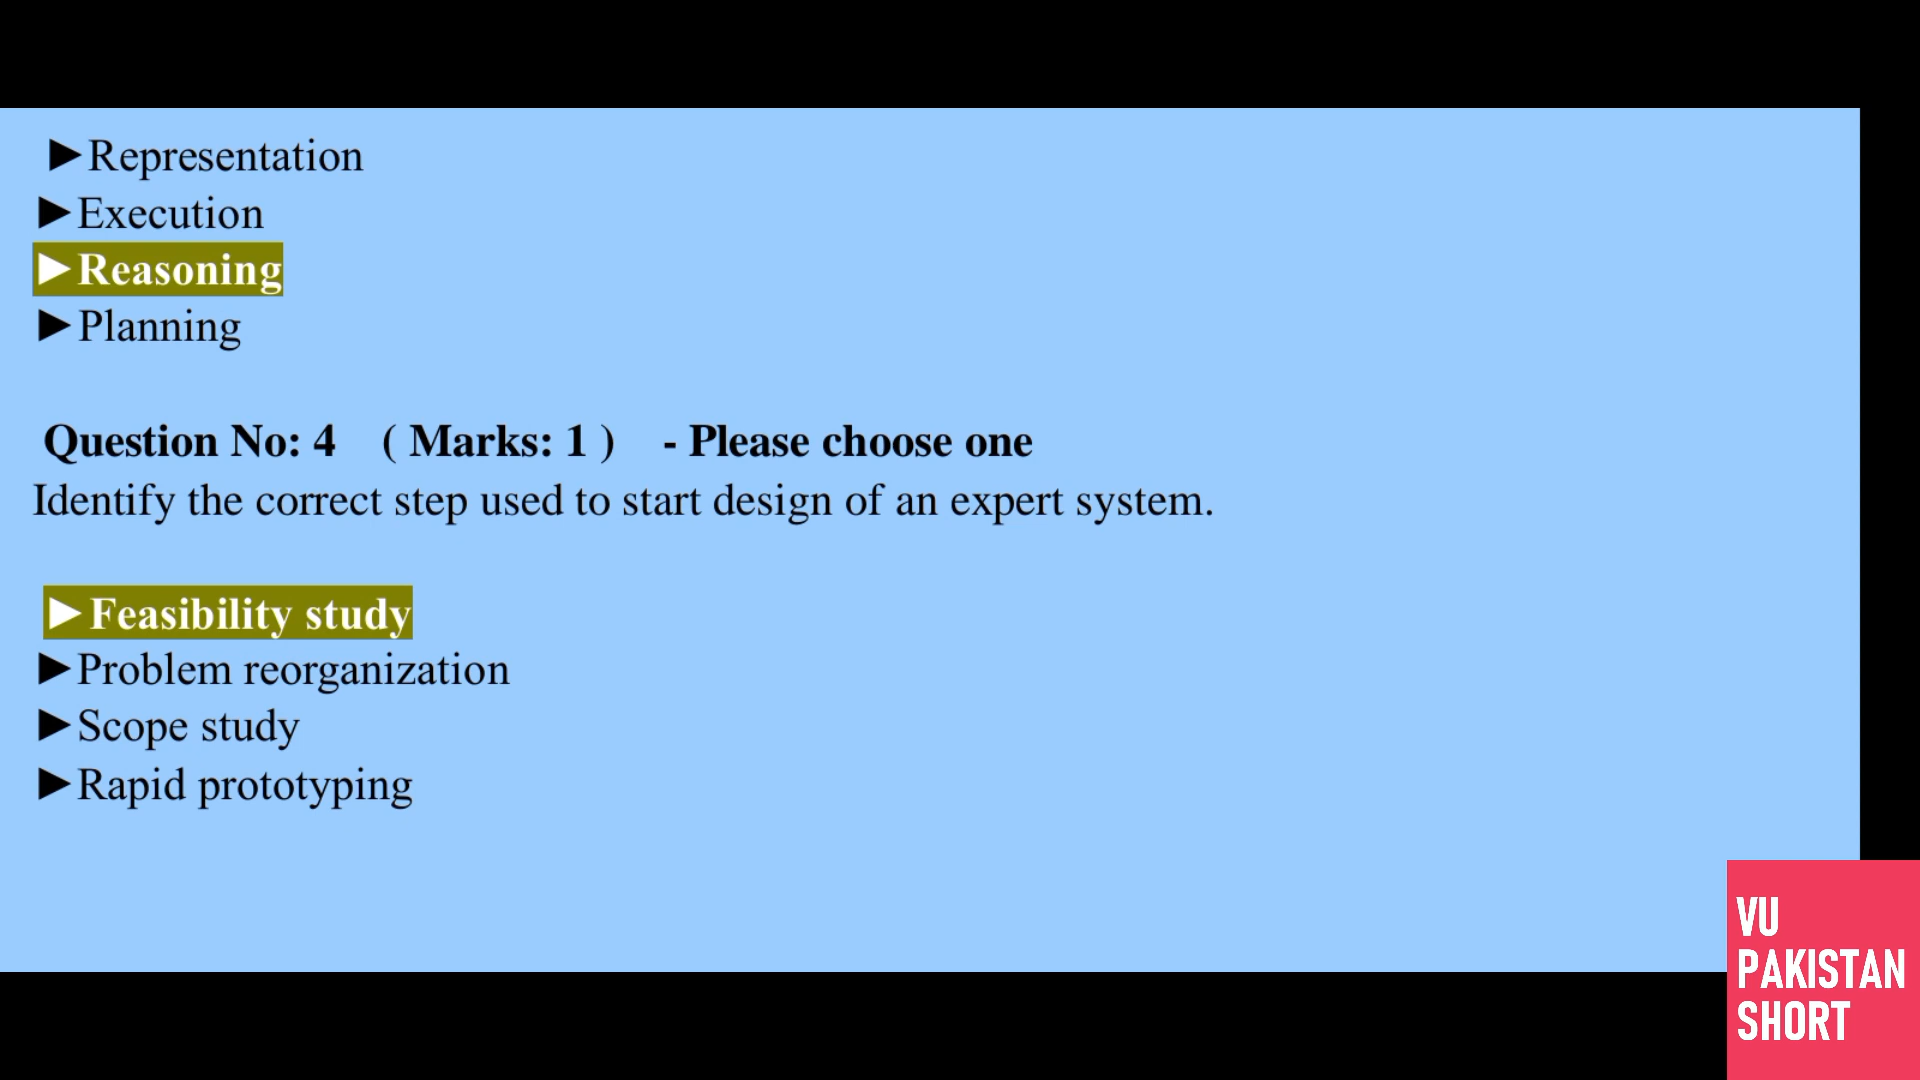 ►Representation
►Execution
►Reasoning
►Planning
Question No: 4 ( Marks: 1 ) - Please choose one
Identify the correct step used to start design of an expert system.
►Feasibility study
►Problem reorganization
►Scope study
►Rapid prototyping
VU
PAKISTAN
SHORT